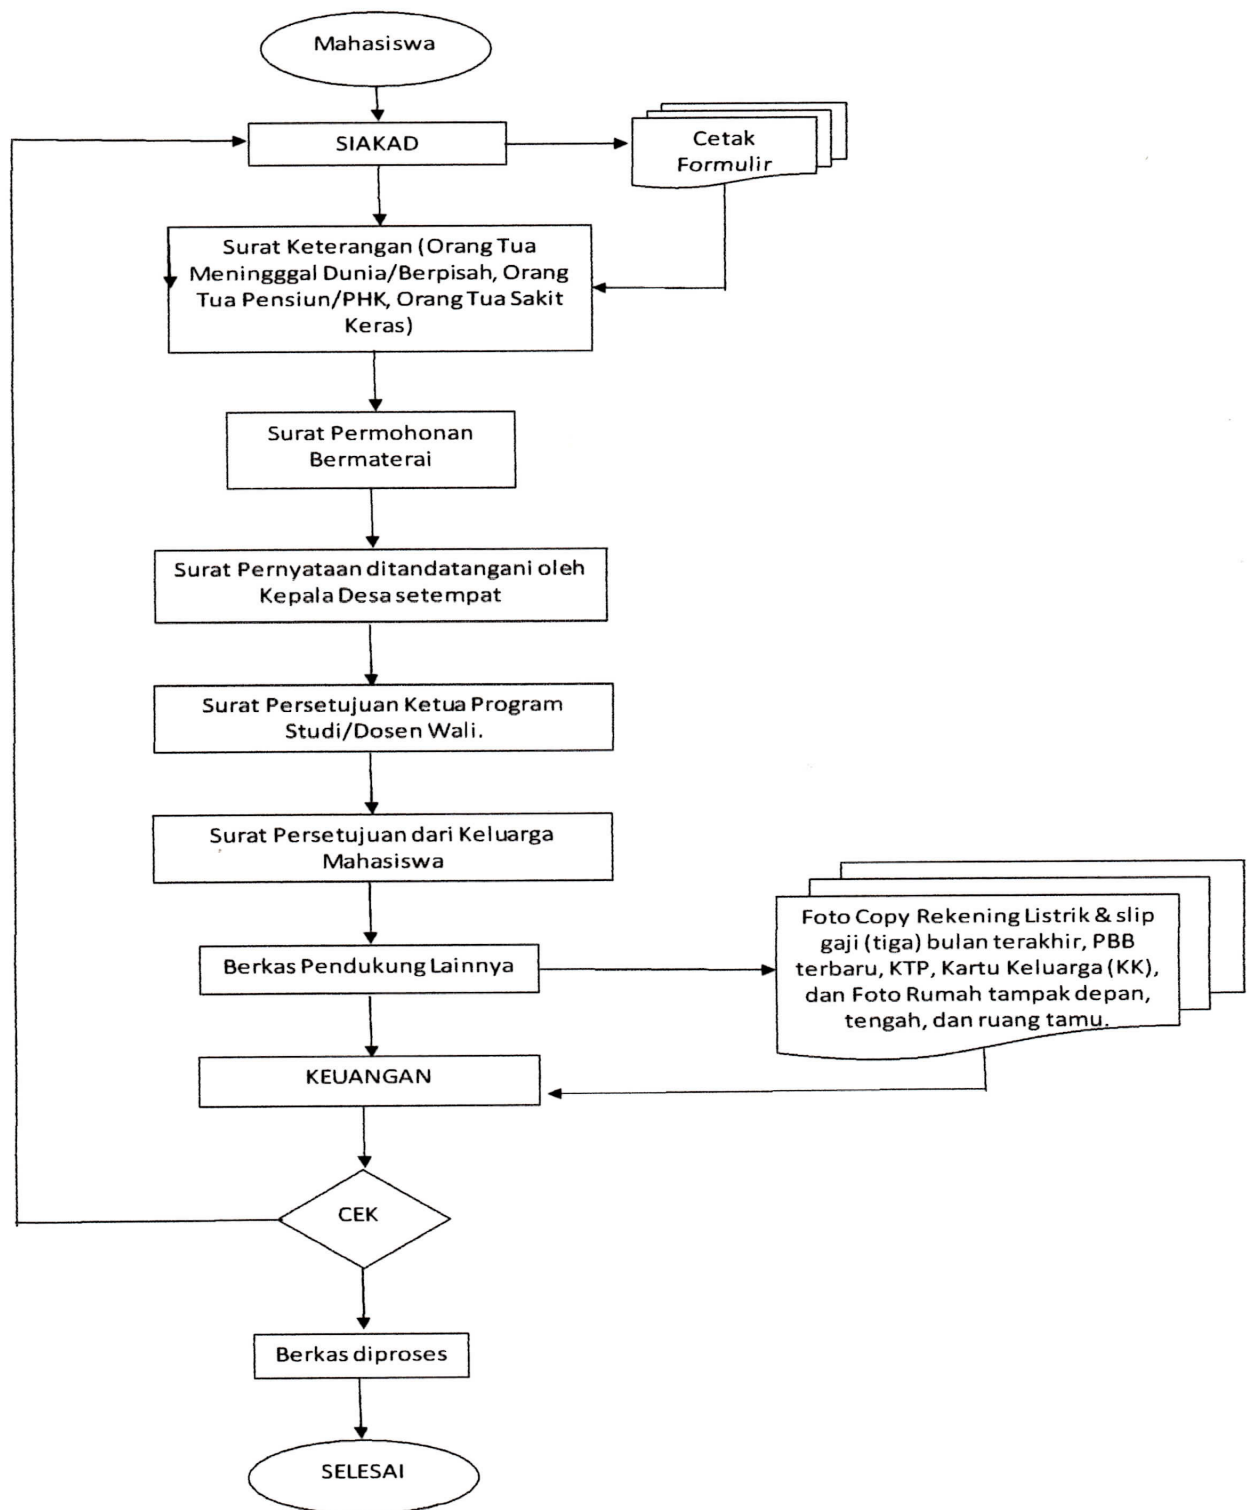 Mahasiswa
SIAKAD
Cetak
Formulir
Surat Keterangan (Orang Tua
Meningggal Dunia/Berpisah, Orang
Tua Pensiun/PHK, Orang Tua Sakit
Keras)
Surat Permohonan
Bermaterai
Surat Pernyataan ditandatangani oleh
Kepala Desa setempat
Surat Persetujuan Ketua Program
Studi/Dosen Wali.
Surat Persetujuan dari Keluarga
Mahasiswa
Berkas Pendukung Lainnya
Foto Copy Rekening Listrik & slip
gaji (tiga) bulan terakhir, PBB
terbaru, KTP, Kartu Keluarga (KK),
dan Foto Rumah tampak depan,
tengah, dan ruang tamu.
KEUANGAN
CEK
Berkas diproses
SELESAI